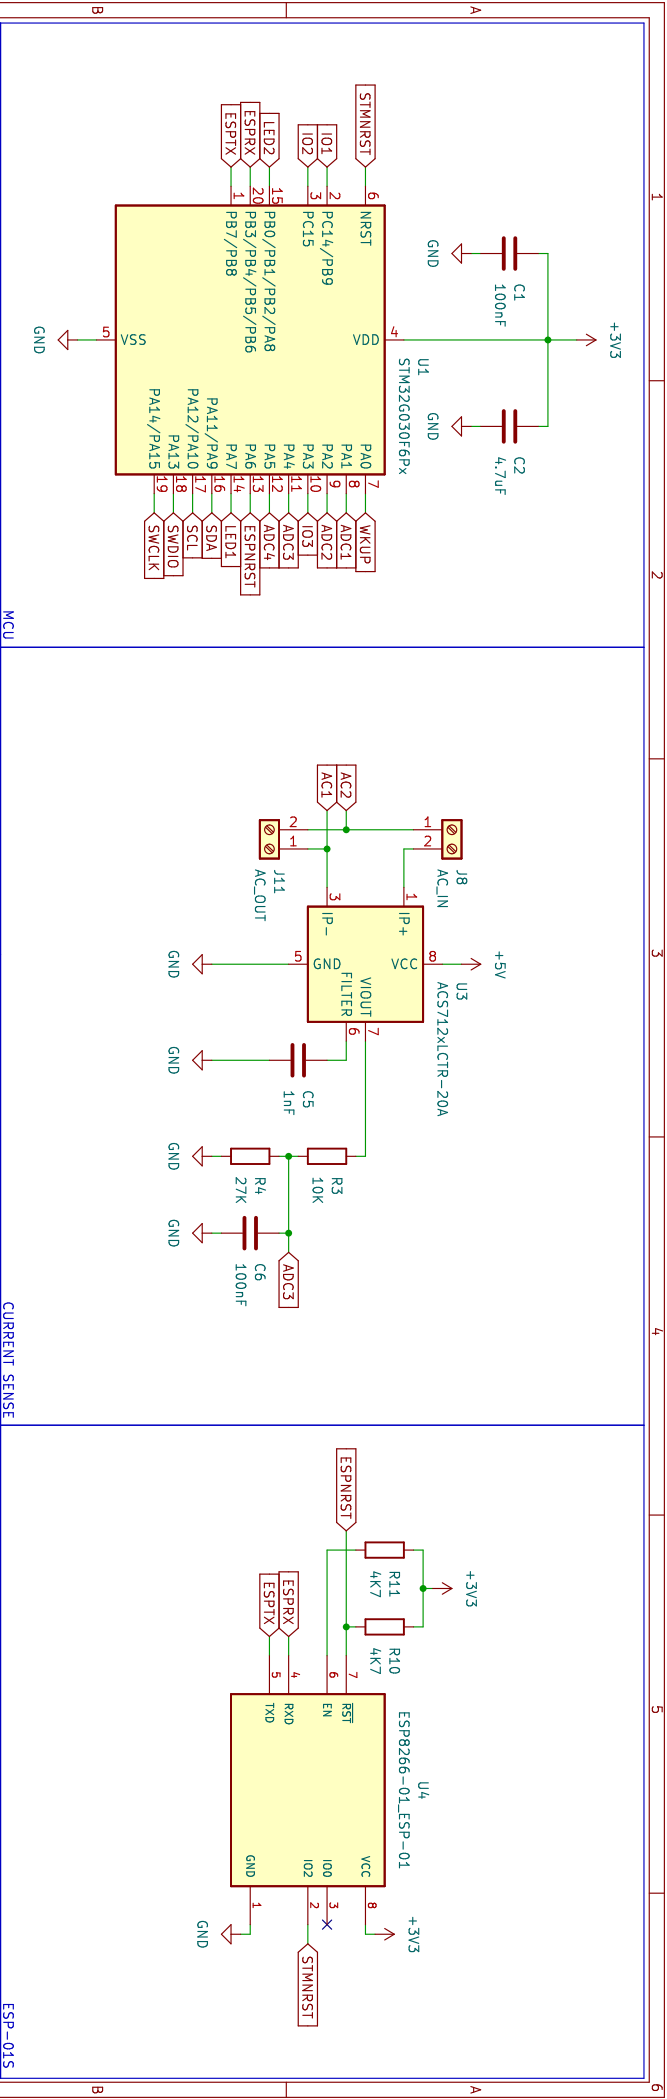 1
2
3
4
5
6
A
B
A
B
+3V3
C1
100nF
GND
C2
4.7uF
GND
U1
STM32G030F6Px
VDD
4
STMNRST
6
NRST
IO1
2
PC14/PB9
IO2
3
PC15
LED2
15
PB0/PB1/PB2/PA8
ESPRX
20
PB3/PB4/PB5/PB6
ESPTX
1
PB7/PB8
PA0
7
WKUP
PA1
8
ADC1
PA2
9
ADC2
PA3
10
IO3
PA4
11
ADC3
PA5
12
ADC4
PA6
13
ESPNRST
PA7
14
LED1
PA11/PA9
16
SDA
PA12/PA10
17
SCL
PA13
18
SWDIO
PA14/PA15
19
SWCLK
VSS
5
GND
MCU
AC2
AC1
J8
AC_IN
1
2
J11
AC_OUT
2
1
+5V
U3
ACS712xLCTR-20A
8
VCC
1
IP+
3
IP-
GND
5
GND
VIOUT
7
FILTER
6
C5
1nF
GND
R3
10K
R4
27K
GND
C6
100nF
GND
ADC3
CURRENT SENSE
ESPNRST
+3V3
R11
4K7
R10
4K7
ESPRX
ESPTX
U4
ESP8266-01_ESP-01
7
RST
6
EN
4
RXD
5
TXD
VCC
8
+3V3
IO0
3
IO2
2
STMNRST
GND
1
GND
ESP-01S